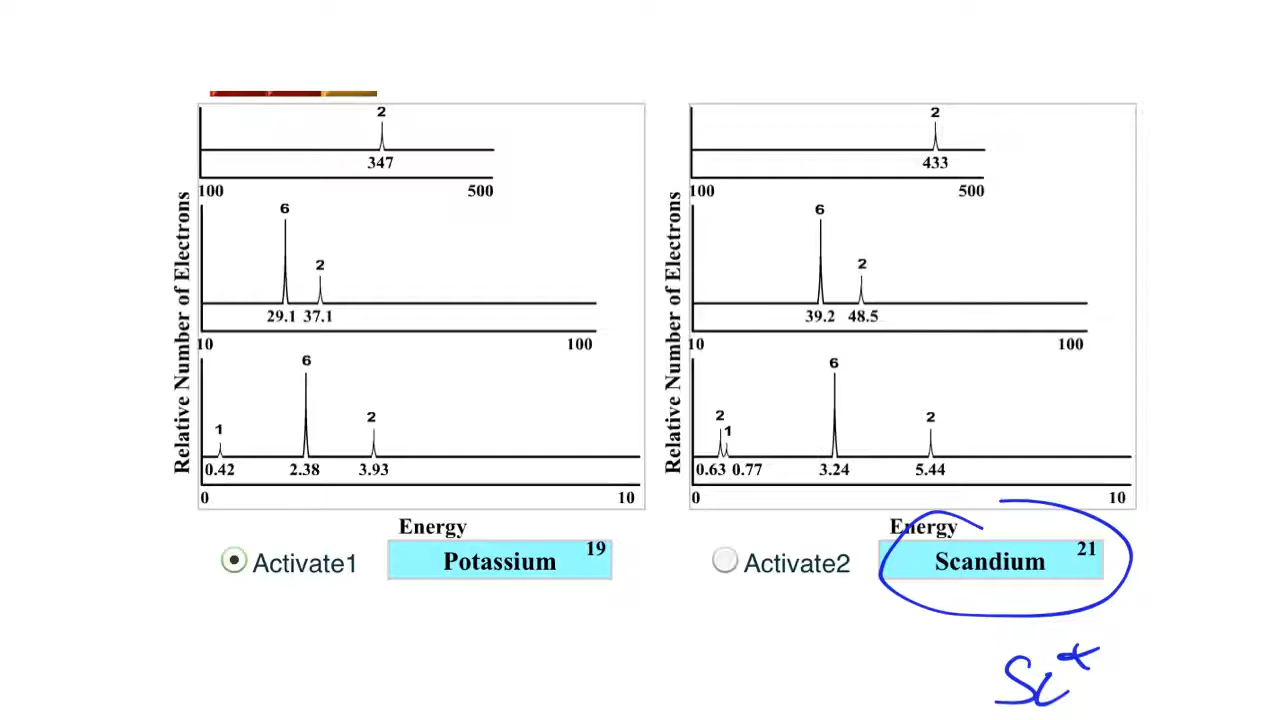 2
347
100 500
6
2
29.1 37.1
10 100
6
1
2
0.42 2.38 3.93
0 10
Relative Number of Electrons
Energy
Activate1
Potassium 19
2
433
100 500
6
2
39.2 48.5
10 100
6
2
1
2
0.63 0.77 3.24 5.44
0 10
Relative Number of Electrons
Energy
Activate2
Scandium 21
Sc+